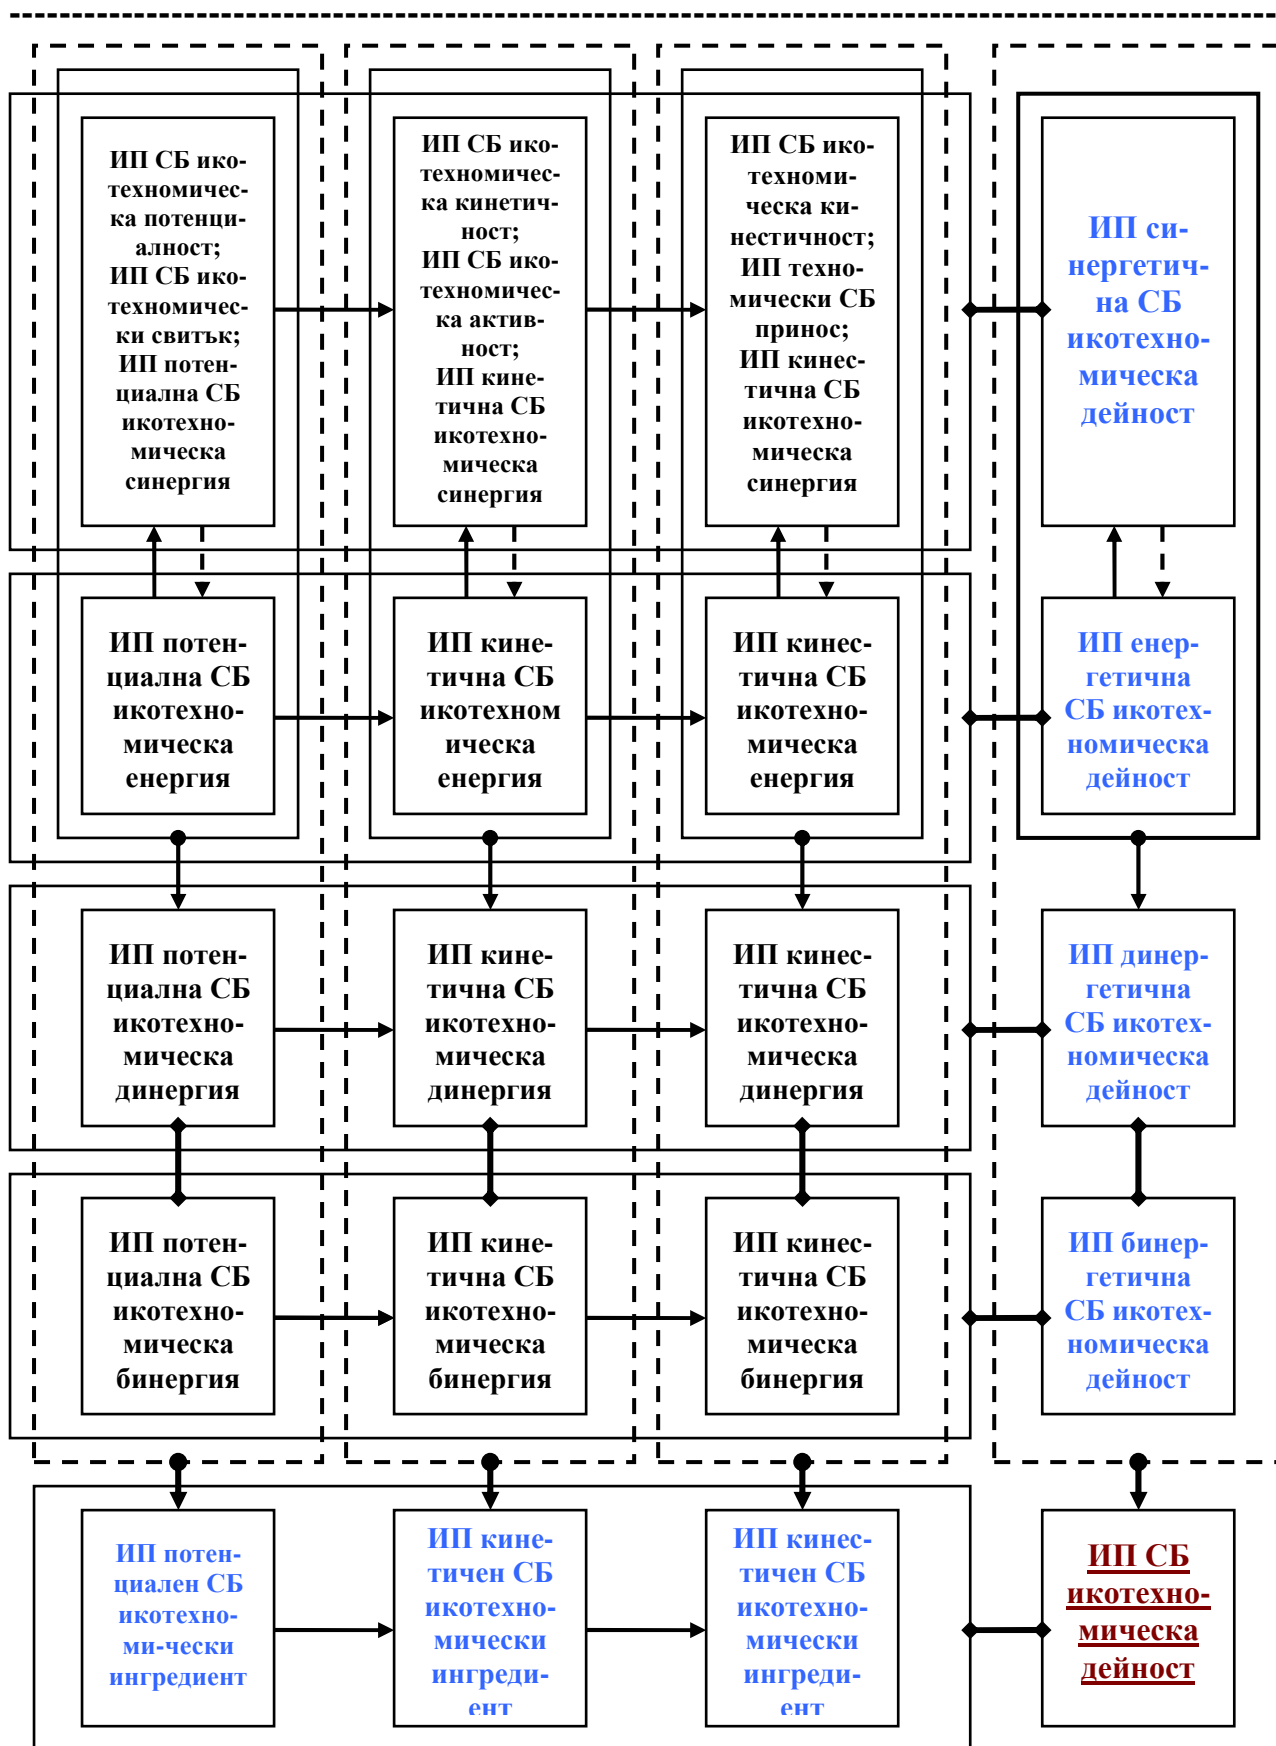 ИП СБ ико-
техномичес-
ка потенци-
алност;
ИП СБ ико-
техномичес-
ки свитък;
ИП потен-
циална СБ
икотехно-
мическа
синергия
ИП СБ ико-
техномичес-
ка кинетич-
ност;
ИП СБ ико-
техномичес-
ка актив-
ност;
ИП кине-
тична СБ
икотехно-
мическа
синергия
ИП СБ ико-
техноми-
ческа ки-
нестичност;
ИП техно-
мически СБ
принос;
ИП кинес-
тична СБ
икотехно-
мическа
синергия
ИП си-
нергетич-
на СБ
икотехно-
мическа
дейност
ИП потен-
циална СБ
икотехно-
мическа
енергия
ИП кине-
тична СБ
икотехном
ическа
енергия
ИП кинес-
тична СБ
икотехно-
мическа
енергия
ИП енер-
гетична
СБ икотех-
номическа
дейност
ИП потен-
циална СБ
икотехно-
мическа
динергия
ИП кине-
тична СБ
икотехно-
мическа
динергия
ИП кинес-
тична СБ
икотехно-
мическа
динергия
ИП динер-
гетична
СБ икотех-
номическа
дейност
ИП потен-
циална СБ
икотехно-
мическа
бинергия
ИП кине-
тична СБ
икотехно-
мическа
бинергия
ИП кинес-
тична СБ
икотехно-
мическа
бинергия
ИП бинер-
гетична
СБ икотех-
номическа
дейност
ИП потен-
циален СБ
икотехно-
ми-чески
ингредиент
ИП кине-
тичен СБ
икотехно-
мически
ингреди-
ент
ИП кинес-
тичен СБ
икотехно-
мически
ингреди-
ент
ИП СБ
икотехно-
мическа
дейност